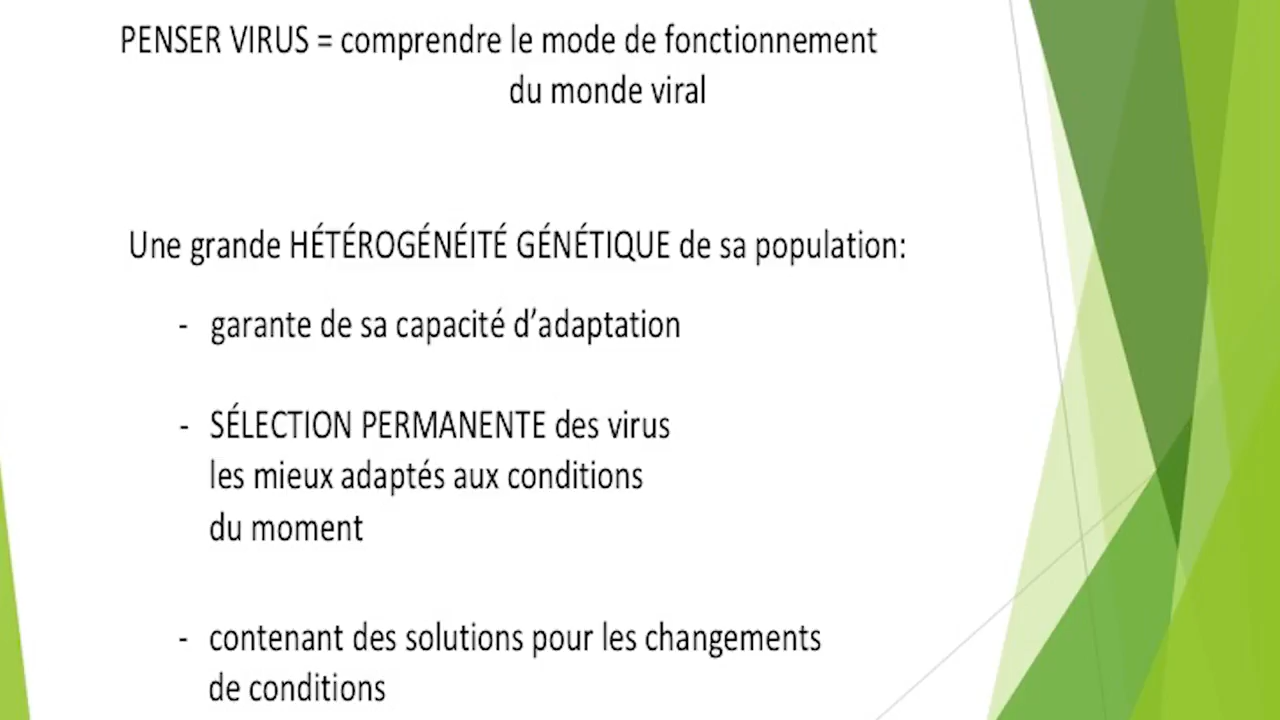 PENSER VIRUS = comprendre le mode de fonctionnement
du monde viral
Une grande HÉTÉROGÉNÉITÉ GÉNÉTIQUE de sa population:
- garante de sa capacité d’adaptation
- SÉLECTION PERMANENTE des virus
les mieux adaptés aux conditions
du moment
- contenant des solutions pour les changements
de conditions